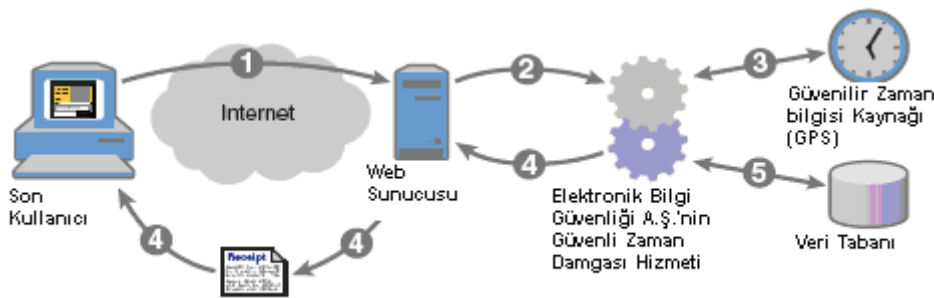 1
2
3
Internet
Güvenilir Zaman
bilgisi Kaynağı
(GPS)
4
5
Web
Sunucusu
Son
Kullanıcı
Elektronik Bilgi
Güvenliği A.Ş.'nin
Güvenli Zaman
Damgası Hizmeti
Veri Tabanı
4
4
Receipt